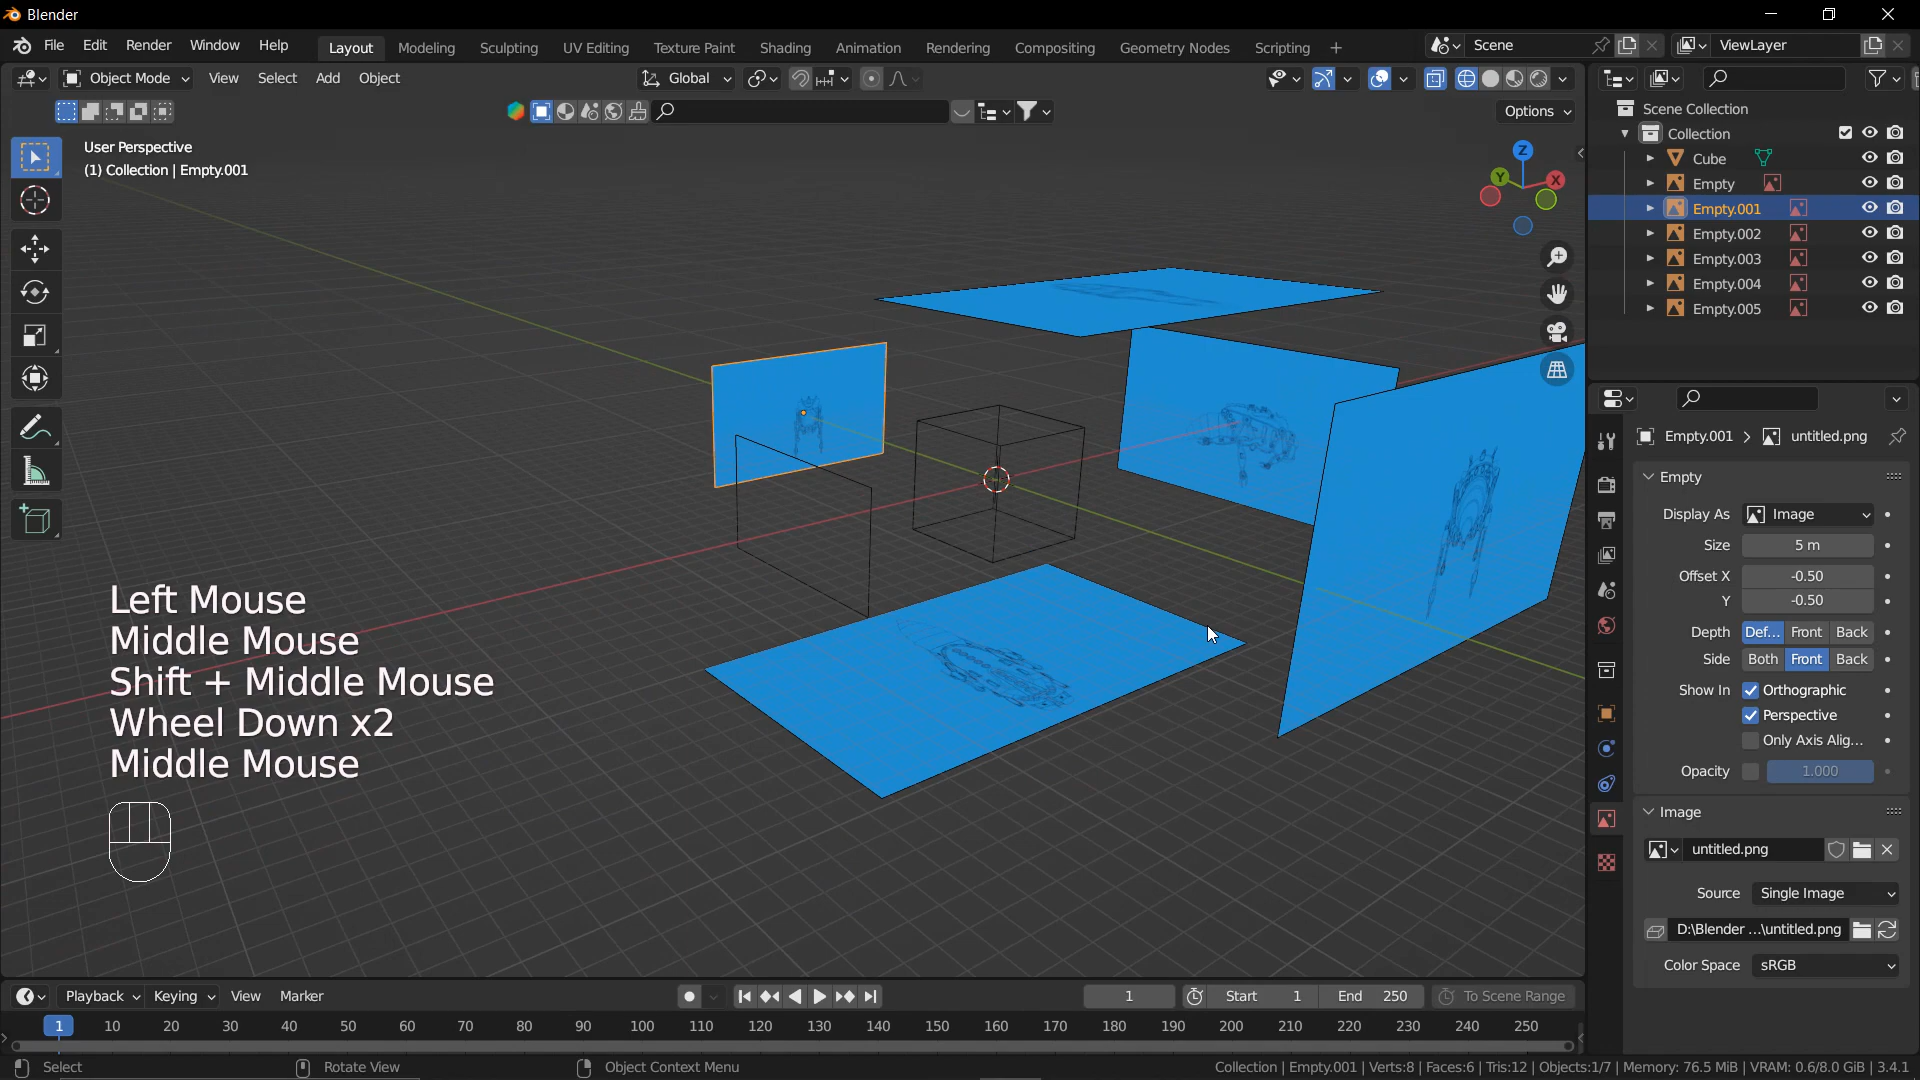 Blender
File Edit Render Window Help Layout Modeling Sculpting UV Editing Texture Paint Shading Animation Rendering Compositing Geometry Nodes Scripting + Scene ViewLayer
Object Mode View Select Add Object Global
Options
User Perspective
(1) Collection | Empty.001
Z
Y
X
Left Mouse
Middle Mouse
Shift + Middle Mouse
Wheel Down x2
Middle Mouse
Scene Collection
Collection
Cube
Empty
Empty.001
Empty.002
Empty.003
Empty.004
Empty.005
Empty.001 > untitled.png
Empty
Display As Image
Size 5 m
Offset X -0.50
Y -0.50
Depth Def... Front Back
Side Both Front Back
Show In Orthographic
Perspective
Only Axis Alig...
Opacity 1.000
Image
untitled.png
Source Single Image
D:\Blender ...\untitled.png
Color Space sRGB
Playback Keying View Marker 1 Start 1 End 250 To Scene Range
1 10 20 30 40 50 60 70 80 90 100 110 120 130 140 150 160 170 180 190 200 210 220 230 240 250
Select Rotate View Object Context Menu Collection | Empty.001 | Verts:8 | Faces:6 | Tris:12 | Objects:1/7 | Memory: 76.5 MiB | VRAM: 0.6/8.0 GiB | 3.4.1